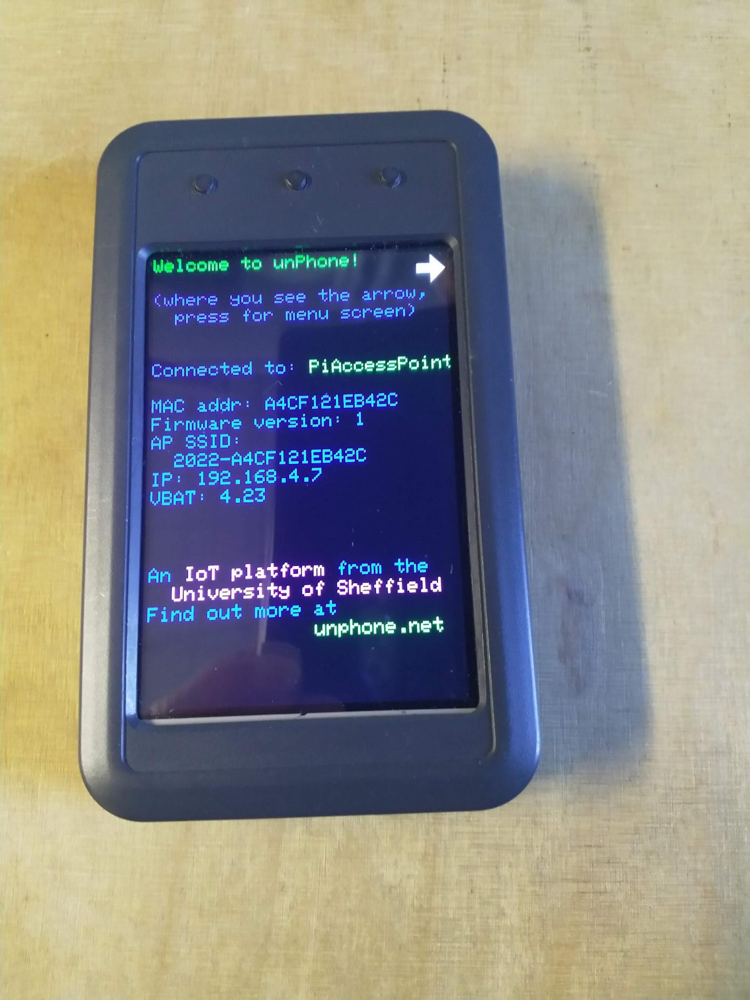 Welcome to unPhone!
(where you see the arrow,
press for menu screen)
Connected to: PiAccessPoint
MAC addr: A4CF121EB42C
Firmware version: 1
AP SSID:
2022-A4CF121EB42C
IP: 192.168.4.7
VBAT: 4.23
An IoT platform from the
University of Sheffield
Find out more at
unphone.net